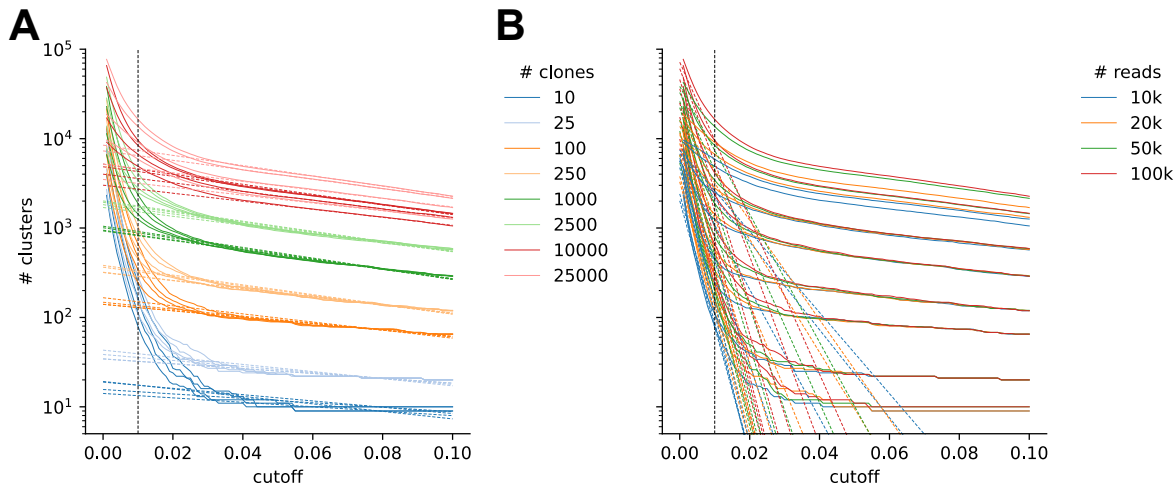 A
B
# clusters
10^5
10^4
10^3
10^2
10^1
0.00 0.02 0.04 0.06 0.08 0.10
cutoff
# clones
10
25
100
250
1000
2500
10000
25000
0.00 0.02 0.04 0.06 0.08 0.10
cutoff
# reads
10k
20k
50k
100k